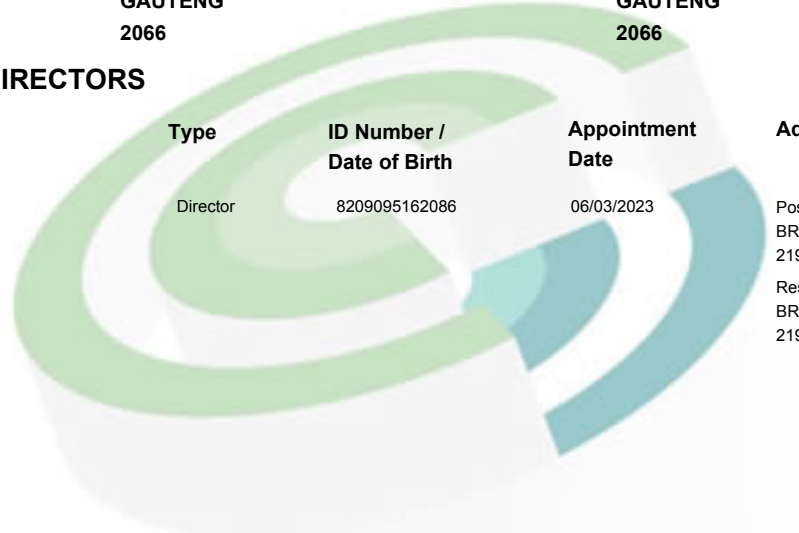 GAUTENG GAUTENG
2066 2066
IRECTORS
Type ID Number / Appointment Ad
Date of Birth Date
Director 8209095162086 06/03/2023 Pos
BR
219
Res
BR
219